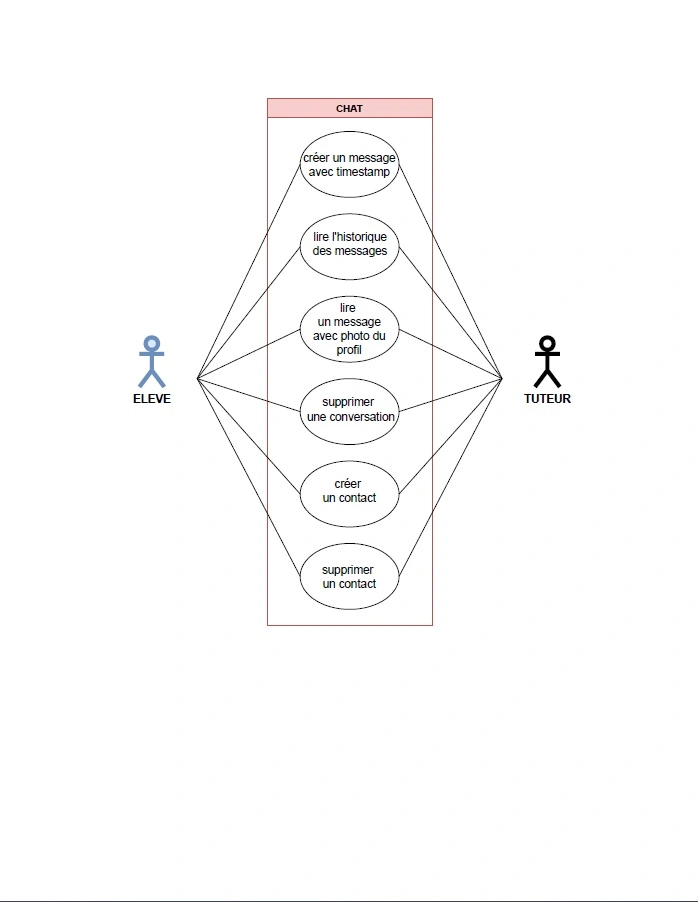 CHAT
créer un message
avec timestamp
lire l'historique
des messages
lire
un message
avec photo du
profil
supprimer
une conversation
créer
un contact
supprimer
un contact
ELEVE
TUTEUR